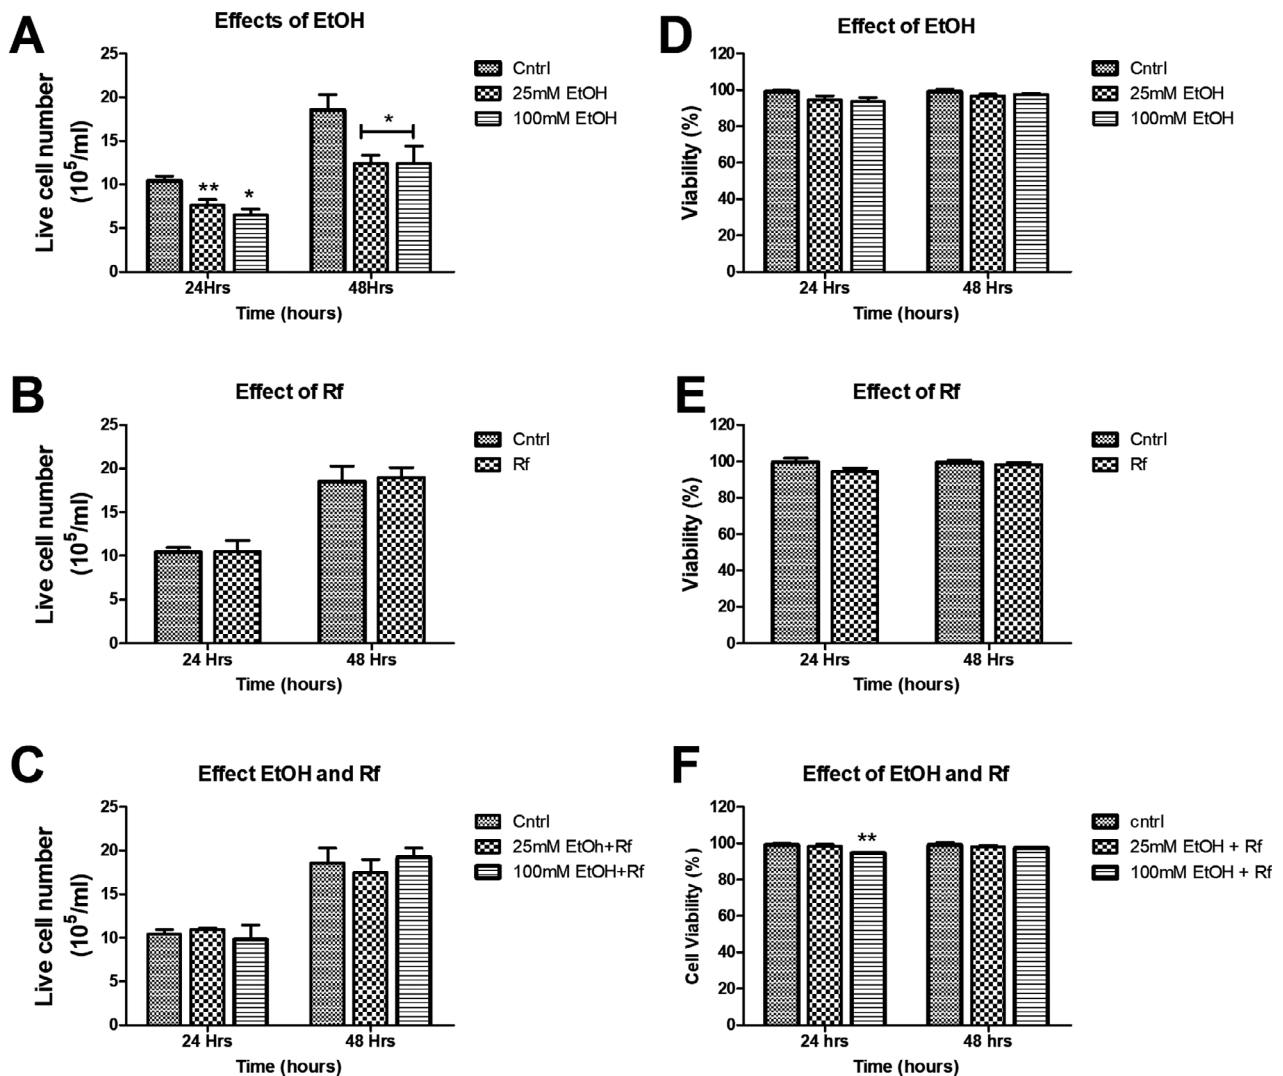 A
Effects of EtOH
Live cell number
(10⁵/ml)
25
20
15
10
5
0
**
*
*
24Hrs
48Hrs
Time (hours)
Cntrl
25mM EtOH
100mM EtOH
D
Effect of EtOH
Viability (%)
120
100
80
60
40
20
0
24 Hrs
48 Hrs
Time (hours)
Cntrl
25mM EtOH
100mM EtOH
B
Effect of Rf
Live cell number
(10⁵/ml)
25
20
15
10
5
0
24 Hrs
48 Hrs
Time (hours)
Cntrl
Rf
E
Effect of Rf
Viability (%)
120
100
80
60
40
20
0
24 Hrs
48 Hrs
Time (hours)
Cntrl
Rf
C
Effect EtOH and Rf
Live cell number
(10⁵/ml)
25
20
15
10
5
0
24 Hrs
48 Hrs
Time (hours)
Cntrl
25mM EtOh+Rf
100mM EtOH+Rf
F
Effect of EtOH and Rf
Cell Viability (%)
120
100
80
60
40
20
0
**
24 hrs
48 hrs
Time (hours)
cntrl
25mM EtOH + Rf
100mM EtOH + Rf